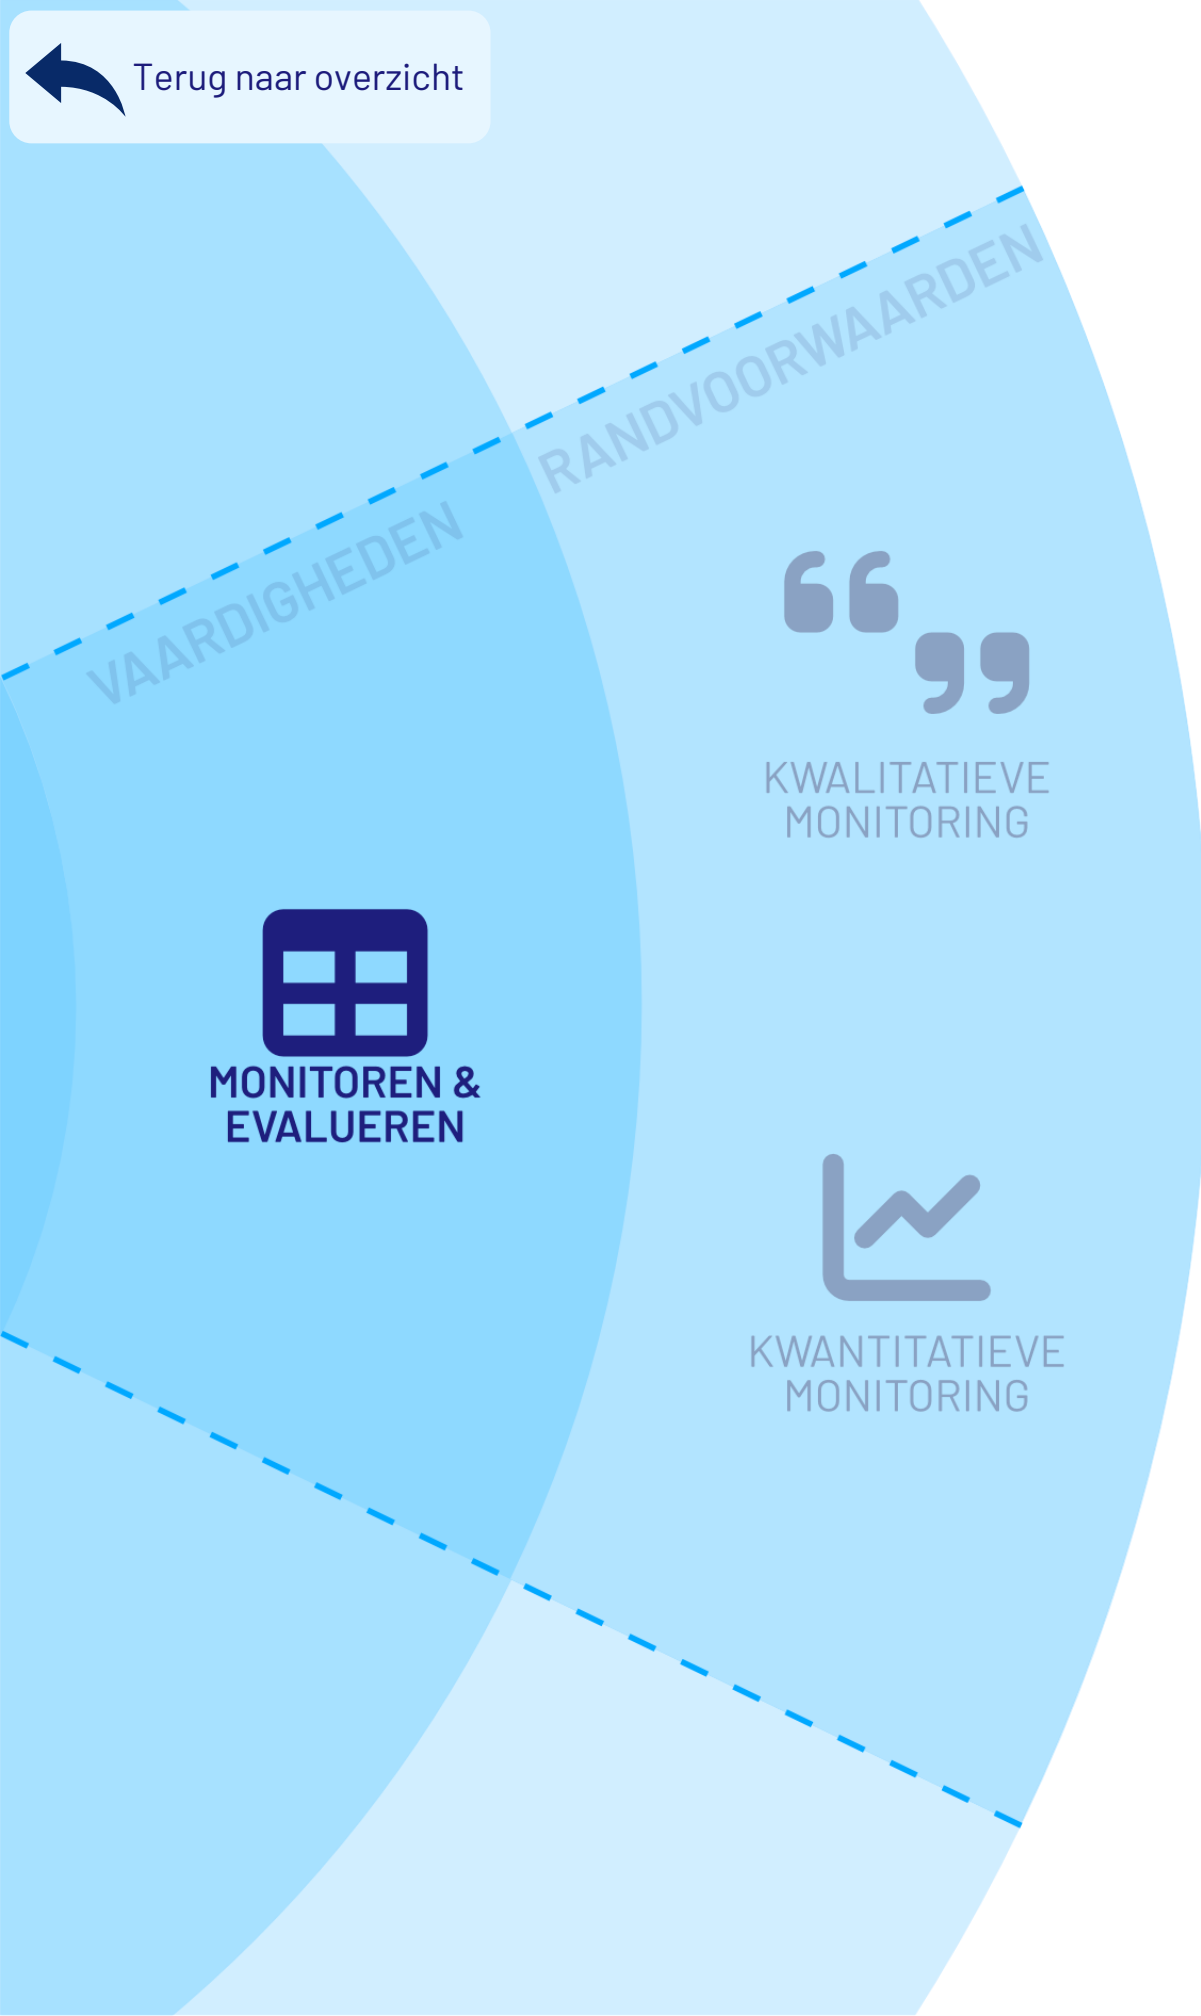 Terug naar overzicht
RANDVOORWAARDEN
VAARDIGHEDEN
KWALITATIEVE
MONITORING
MONITOREN &
EVALUEREN
KWANTITATIEVE
MONITORING